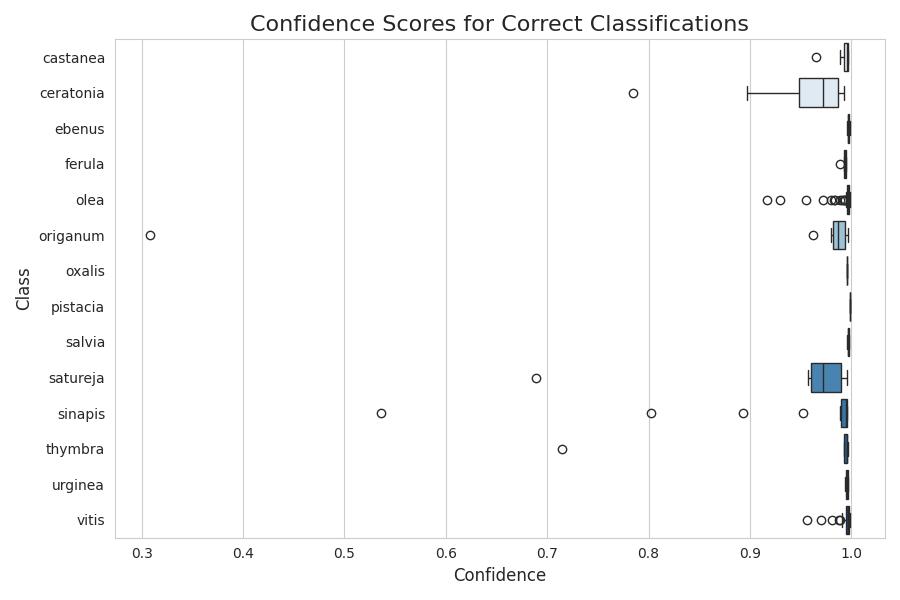 Confidence Scores for Correct Classifications
castanea
ceratonia
ebenus
ferula
olea
origanum
oxalis
pistacia
salvia
satureja
sinapis
thymbra
urginea
vitis
Class
0.3 0.4 0.5 0.6 0.7 0.8 0.9 1.0
Confidence